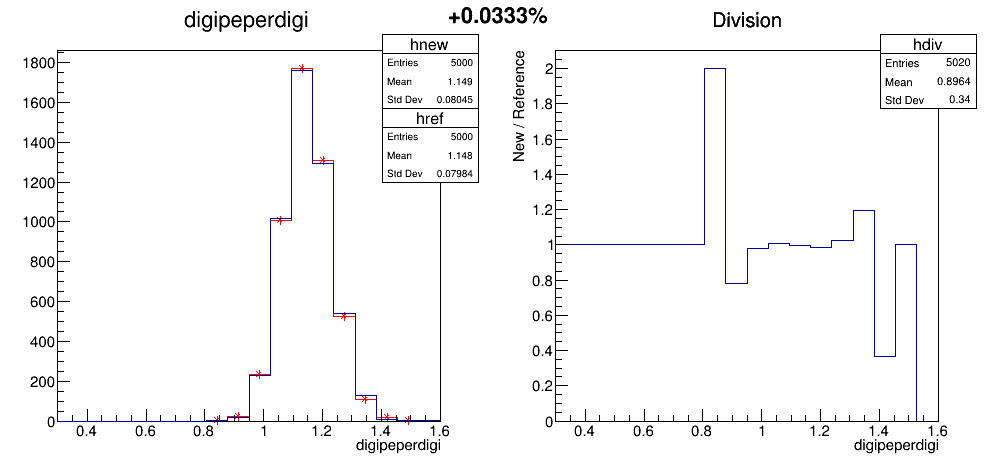 digipeperdigi
+0.0333%
Division
hnew
Entries 5000
Mean 1.149
Std Dev 0.08045
href
Entries 5000
Mean 1.148
Std Dev 0.07984
1800
1600
1400
1200
1000
800
600
400
200
0
0.4 0.6 0.8 1 1.2 1.4 1.6
digipeperdigi
hdiv
Entries 5020
Mean 0.8964
Std Dev 0.34
New / Reference
2
1.8
1.6
1.4
1.2
1
0.8
0.6
0.4
0.2
0
0.4 0.6 0.8 1 1.2 1.4 1.6
digipeperdigi